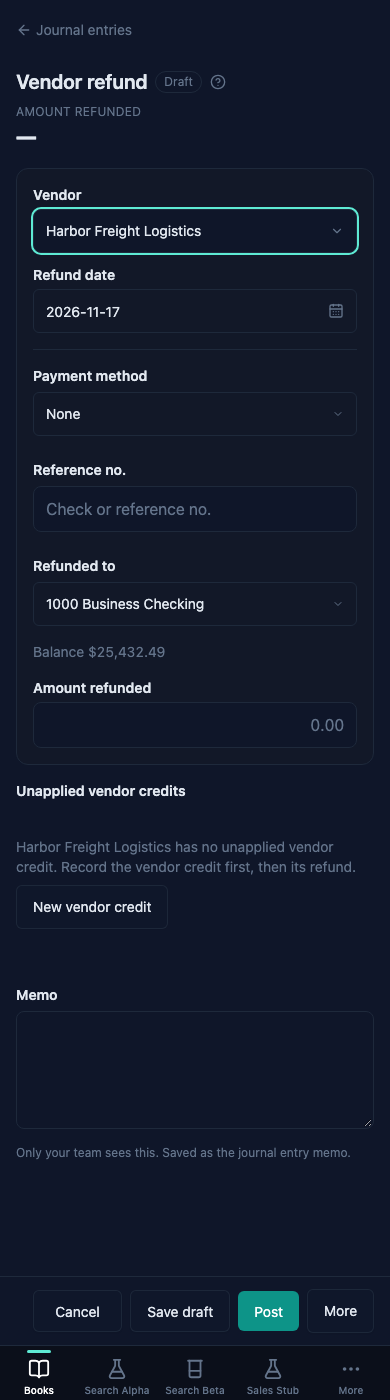 Journal entries
Vendor refund Draft
AMOUNT REFUNDED
—
Vendor
Harbor Freight Logistics
Refund date
2026-11-17
Payment method
None
Reference no.
Check or reference no.
Refunded to
1000 Business Checking
Balance $25,432.49
Amount refunded
0.00
Unapplied vendor credits
Harbor Freight Logistics has no unapplied vendor
credit. Record the vendor credit first, then its refund.
New vendor credit
Memo
Only your team sees this. Saved as the journal entry memo.
Cancel Save draft Post More
Books Search Alpha Search Beta Sales Stub More